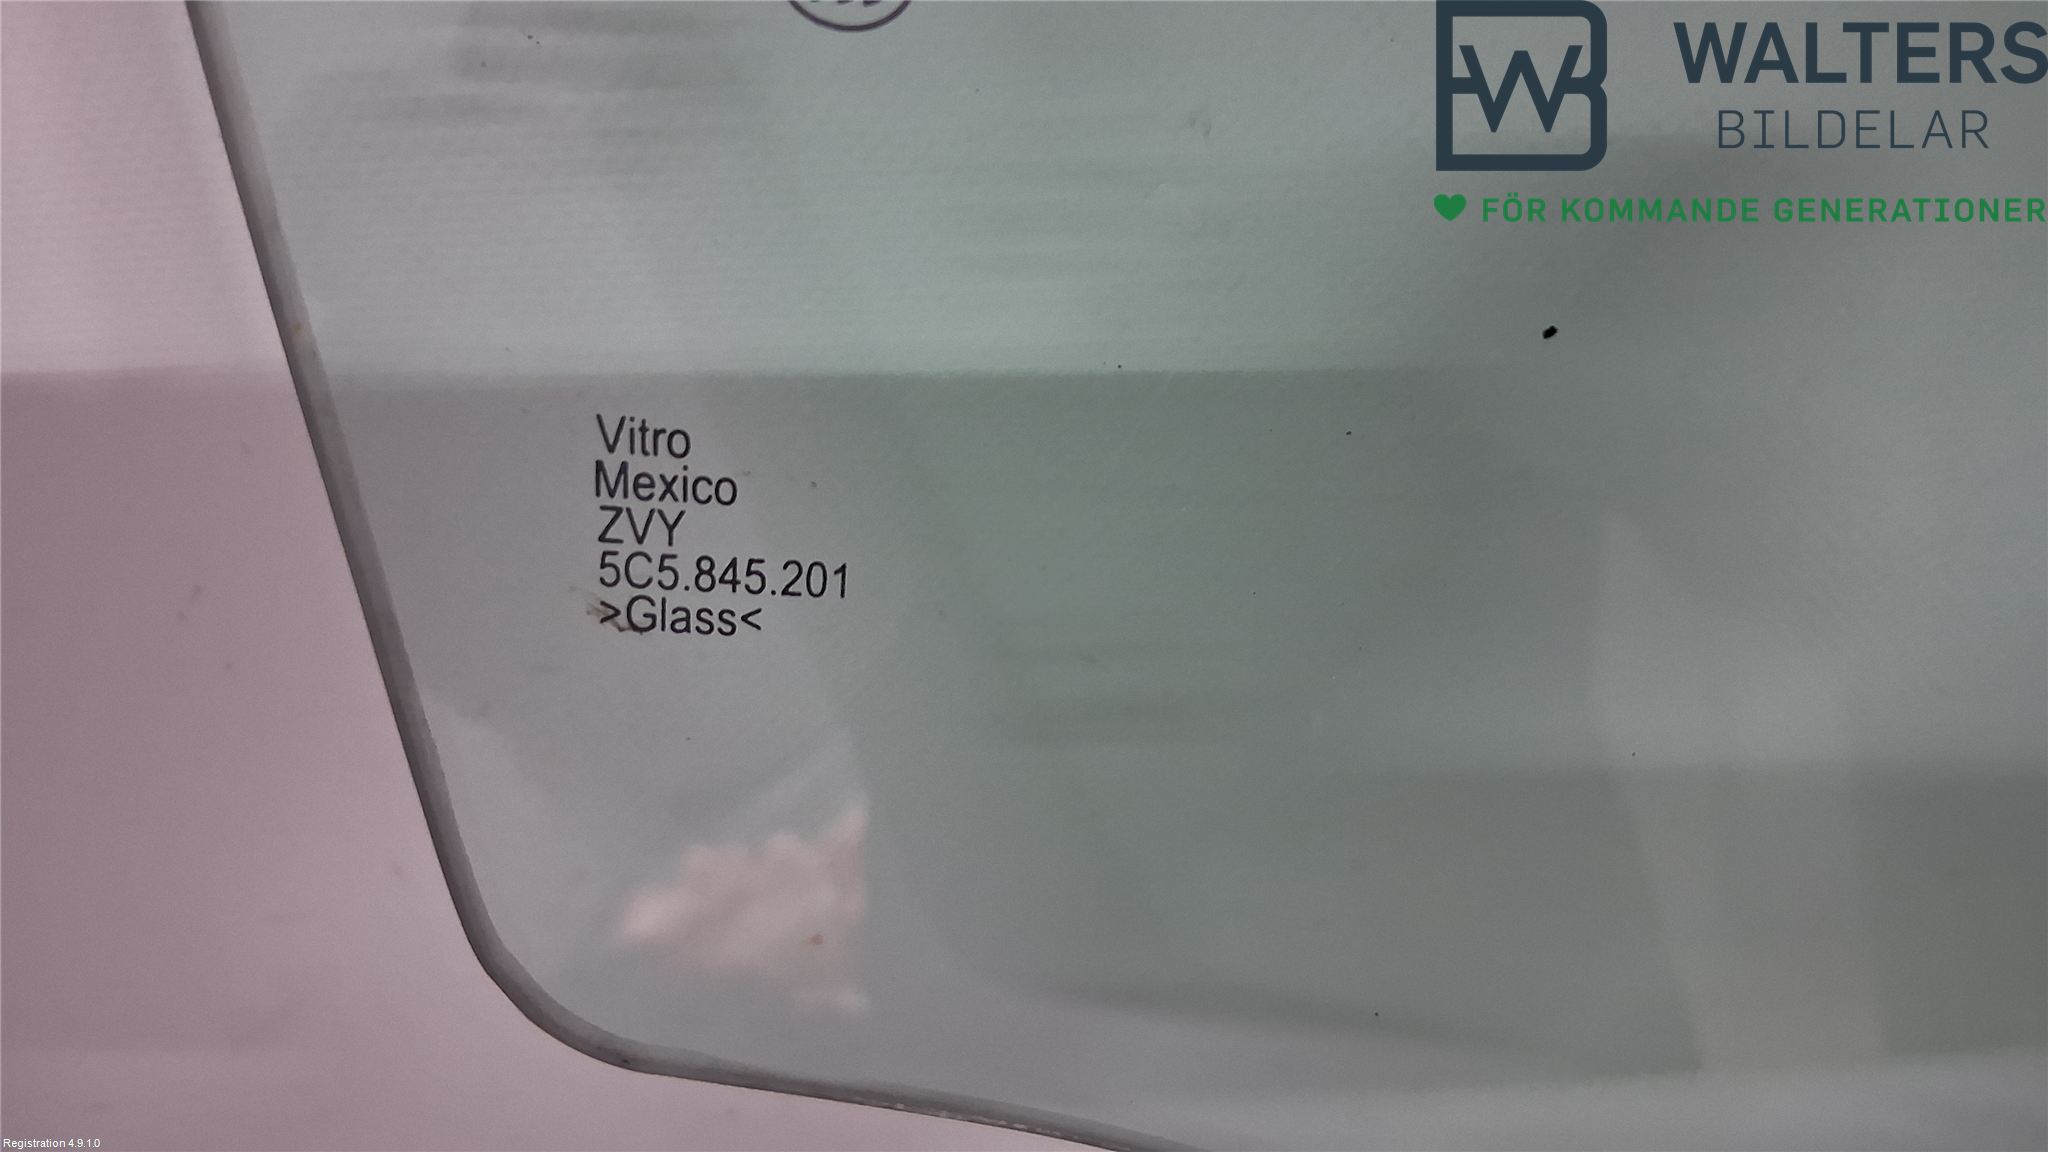 WALTERS
BILDELAR
FÖR KOMMANDE GENERATIONER
Vitro
Mexico
ZVY
5C5.845.201
>Glass<
Registration 4.9.1.0